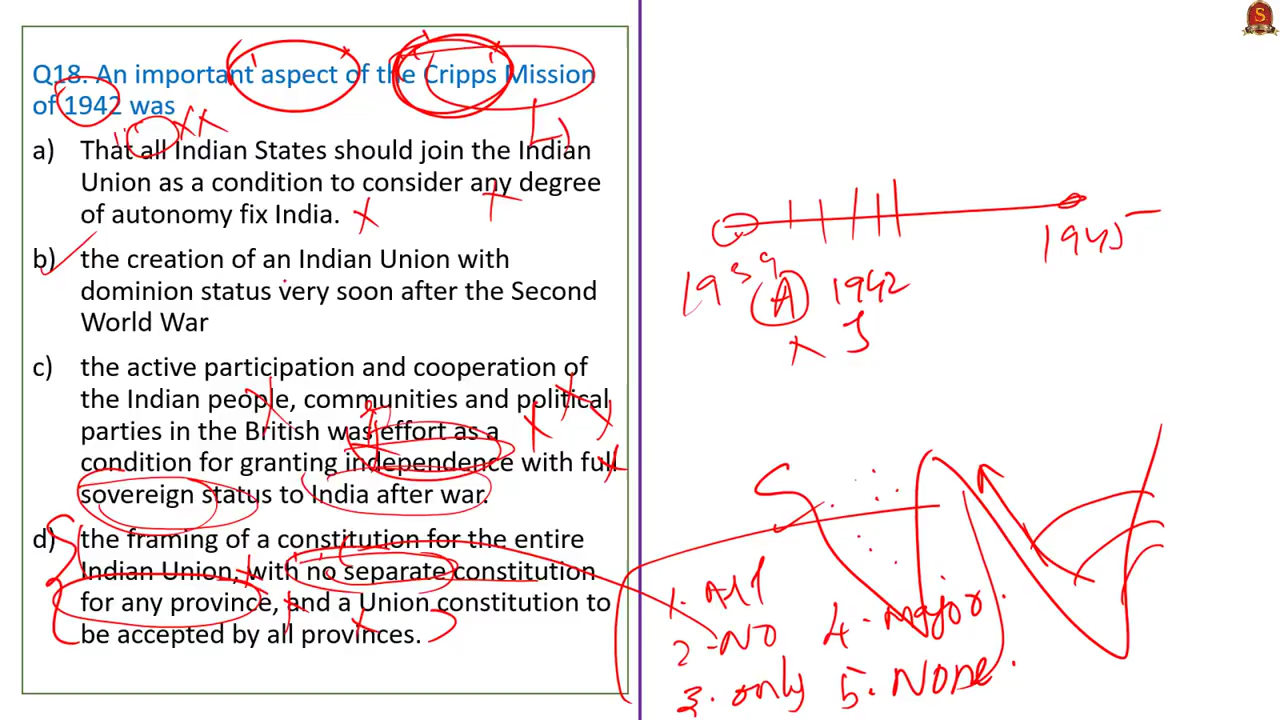 Q18. An important aspect of the Cripps Mission
of 1942 was
a) That all Indian States should join the Indian
Union as a condition to consider any degree
of autonomy fix India.
b) the creation of an Indian Union with
dominion status very soon after the Second
World War
c) the active participation and cooperation of
the Indian people, communities and political
parties in the British was effort as a
condition for granting independence with full
sovereign status to India after war.
d) the framing of a constitution for the entire
Indian Union, with no separate constitution
for any province, and a Union constitution to
be accepted by all provinces.
1939 1942 1945
A
1. All
2 - NO
3. only
4. major
5. None.
S